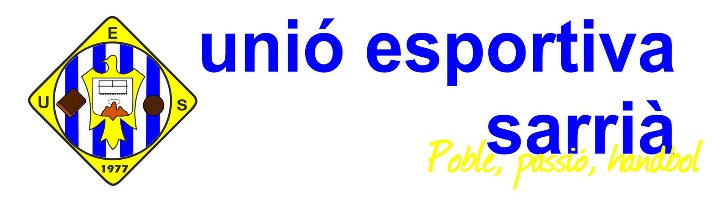 E
U S
1977
unió esportiva
sarrià
Poble, passió, handbol